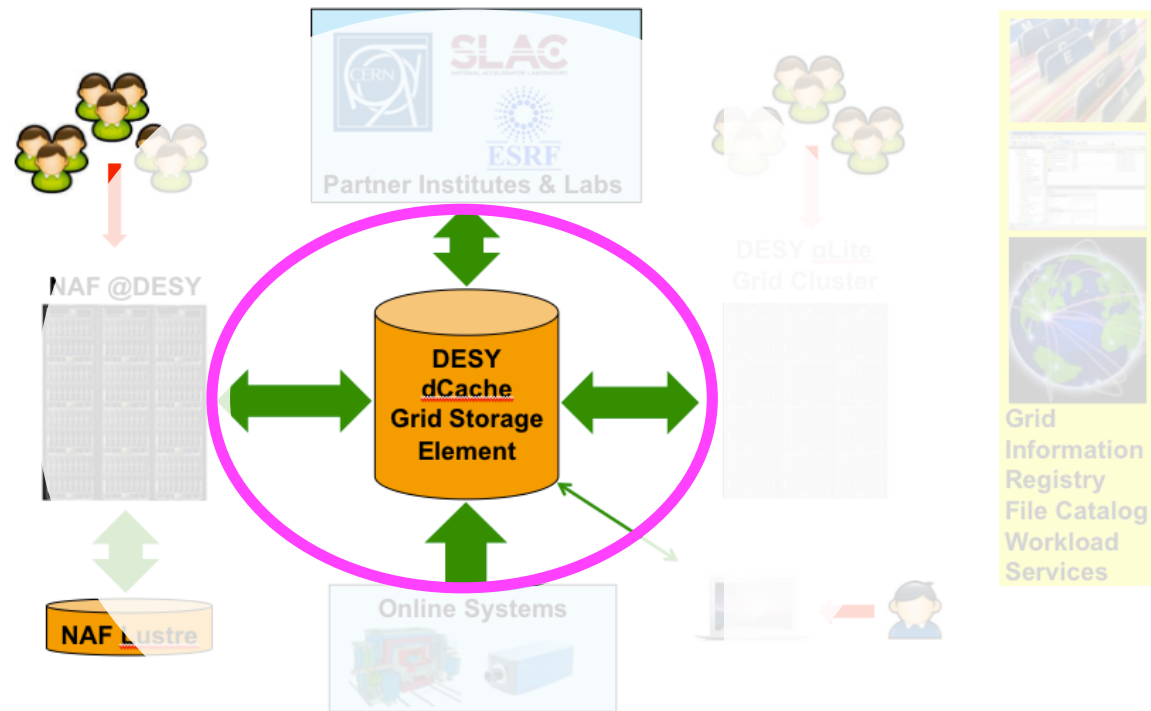 CERN
SLAC
NATIONAL ACCELERATOR LABORATORY
ESRF
Partner Institutes & Labs
NAF @DESY
DESY gLite
Grid Cluster
DESY
dCache
Grid Storage
Element
Grid
Information
Registry
File Catalog
Workload
Services
Online Systems
NAF Lustre